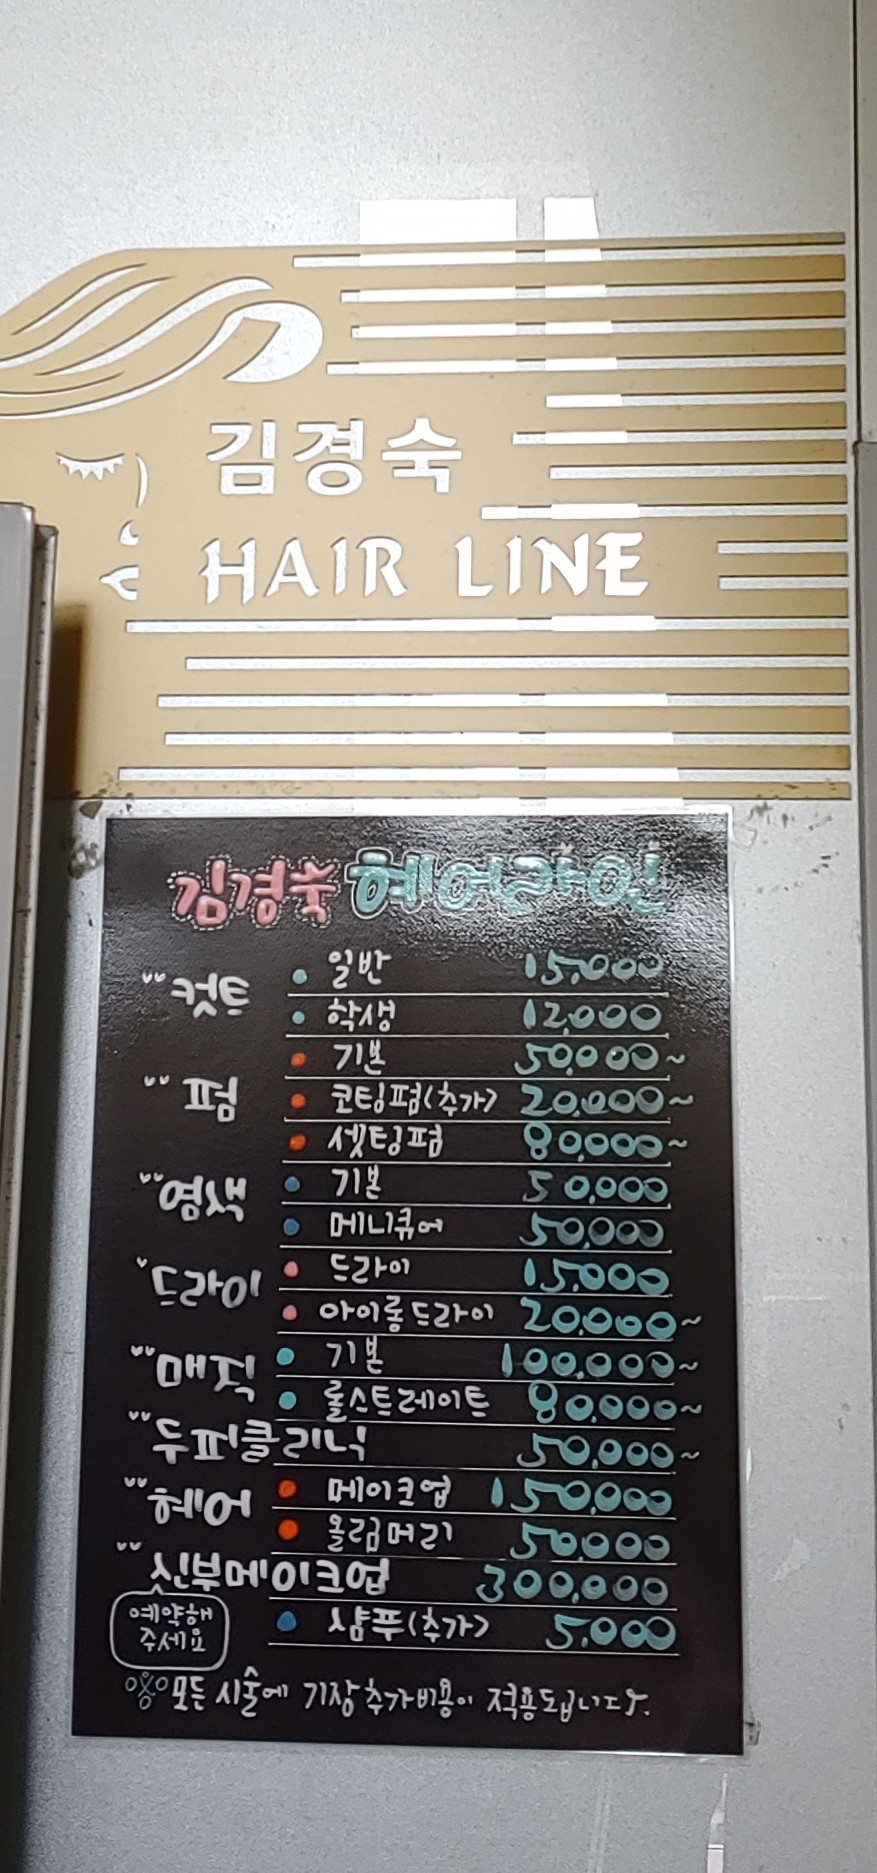 김경숙
HAIR LINE
김경숙 헤어라인
컷트
일반 15,000
학생 12,000
펌
기본 50,000~
코팅펌(추가) 20,000~
셋팅펌 80,000~
염색
기본 50,000
메니큐어 50,000
드라이
드라이 15,000
아이롱드라이 20,000~
매직
기본 100,000~
롤스트레이트 80,000~
두피클리닉 50,000~
헤어
메이크업 150,000
올림머리 50,000
신부메이크업 300,000
예약해
주세요
샴푸(추가) 5,000
모든 시술에 기장추가비용이 적용됩니다.